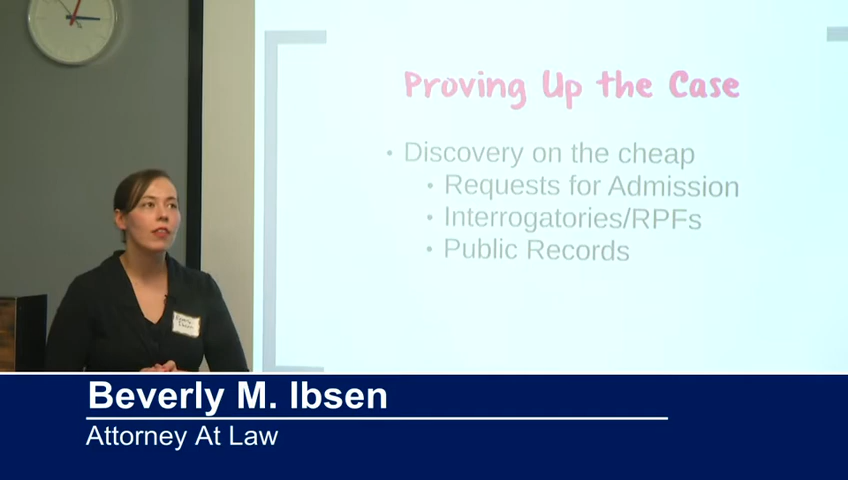 Proving Up the Case
• Discovery on the cheap
• Requests for Admission
• Interrogatories/RPFs
• Public Records
Beverly M. Ibsen
Attorney At Law